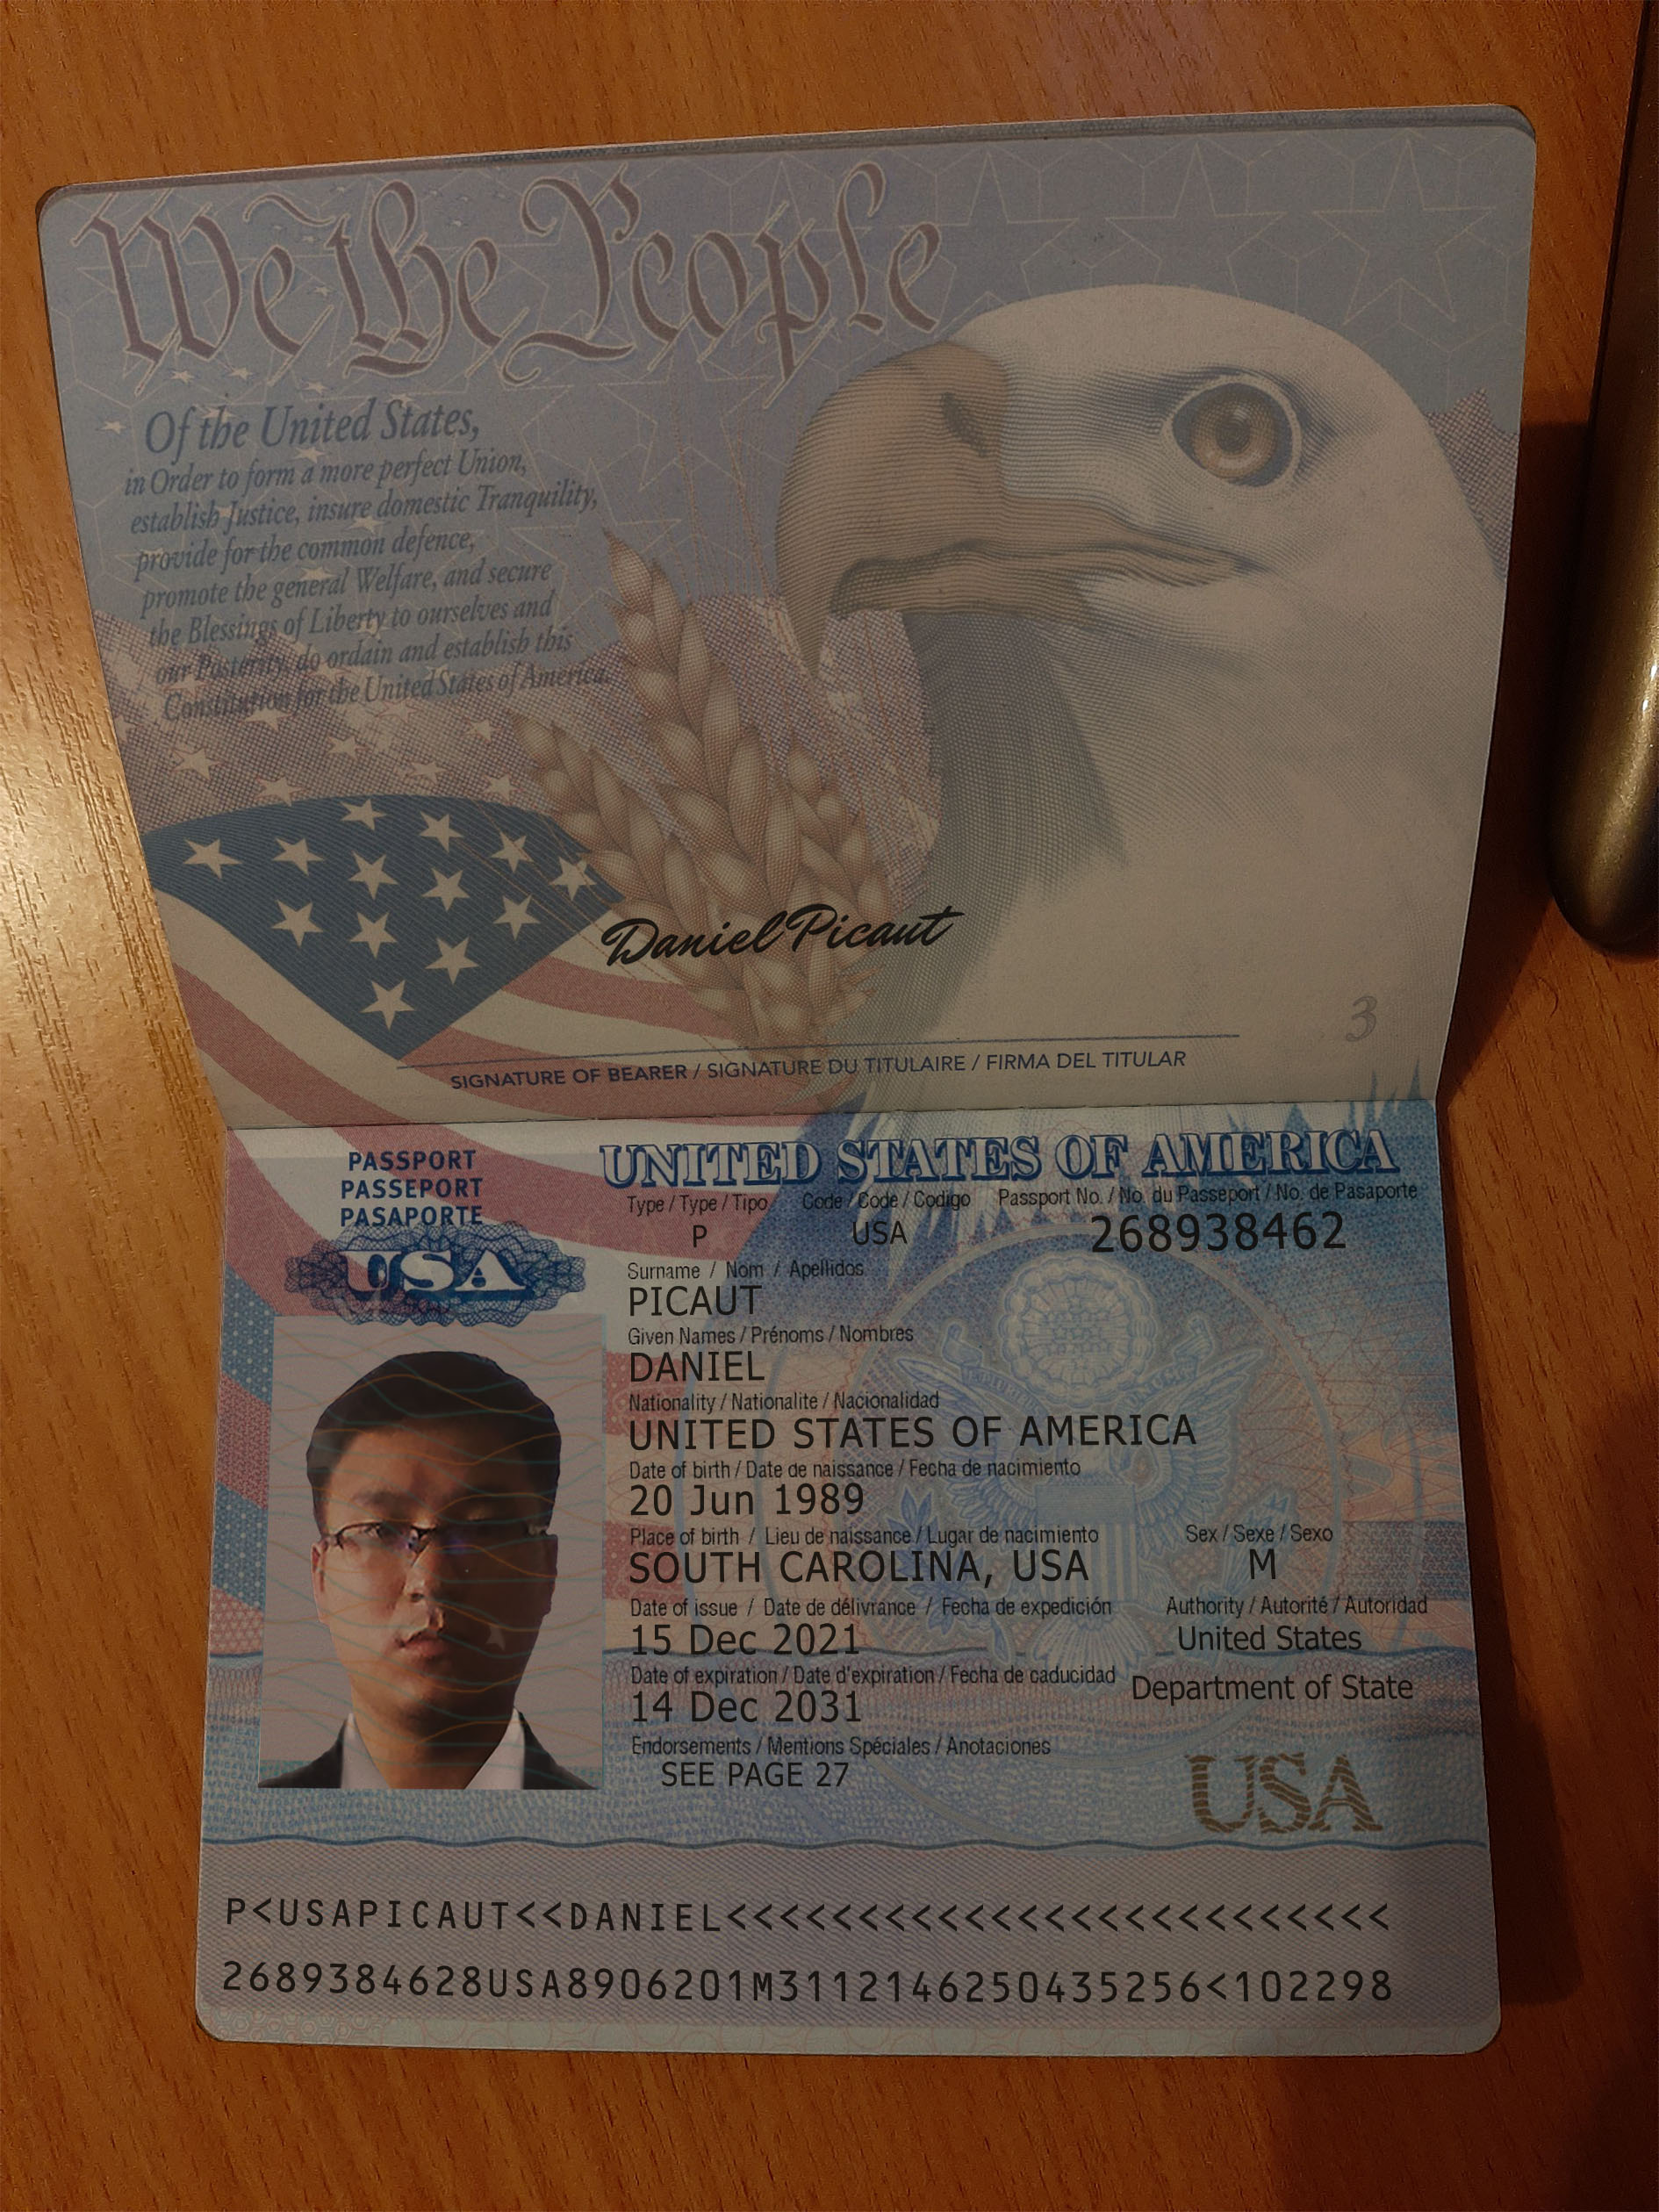 We the People
Of the United States,
in Order to form a more perfect Union,
establish Justice, insure domestic Tranquility,
provide for the common defence,
promote the general Welfare, and secure
the Blessings of Liberty to ourselves and
our Posterity, do ordain and establish this
Constitution for the United States of America.
Daniel Picaut
3
SIGNATURE OF BEARER / SIGNATURE DU TITULAIRE / FIRMA DEL TITULAR
PASSPORT
PASSEPORT
PASAPORTE
USA
UNITED STATES OF AMERICA
Type / Type / Tipo Code / Code / Codigo Passport No. / No. du Passeport / No. de Pasaporte
P USA 268938462
Surname / Nom / Apellidos
PICAUT
Given Names / Prénoms / Nombres
DANIEL
Nationality / Nationalite / Nacionalidad
UNITED STATES OF AMERICA
Date of birth / Date de naissance / Fecha de nacimiento
20 Jun 1989
Place of birth / Lieu de naissance / Lugar de nacimiento Sex / Sexe / Sexo
SOUTH CAROLINA, USA M
Date of issue / Date de délivrance / Fecha de expedición Authority / Autorité / Autoridad
15 Dec 2021 United States
Date of expiration / Date d'expiration / Fecha de caducidad Department of State
14 Dec 2031
Endorsements / Mentions Spéciales / Anotaciones
SEE PAGE 27
USA
P<USAPICAUT<<DANIEL<<<<<<<<<<<<<<<<<<<<<<<<<
2689384628USA8906201M3112146250435256<102298